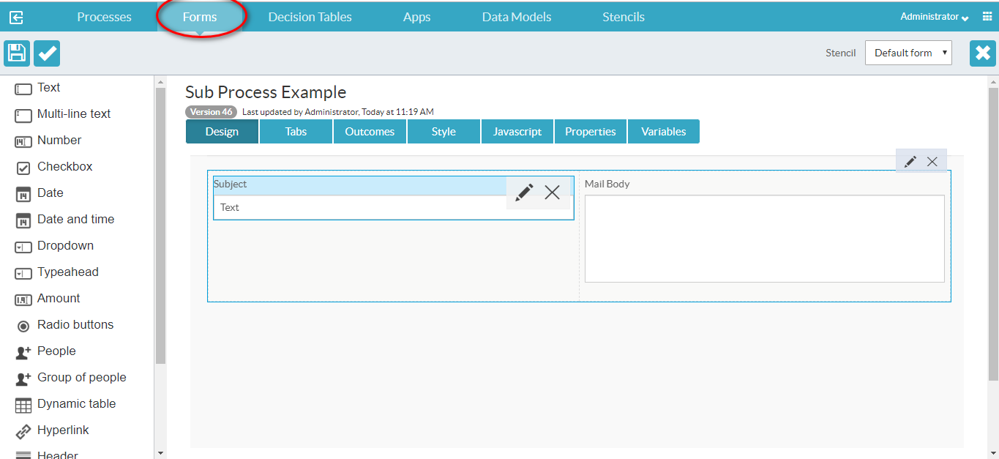 Processes Forms Decision Tables Apps Data Models Stencils Administrator
Stencil Default form
Text
Multi-line text
Number
Checkbox
Date
Date and time
Dropdown
Typeahead
Amount
Radio buttons
People
Group of people
Dynamic table
Hyperlink
Header
Sub Process Example
Version 46 Last updated by Administrator, Today at 11:19 AM
Design Tabs Outcomes Style Javascript Properties Variables
Subject
Text
Mail Body